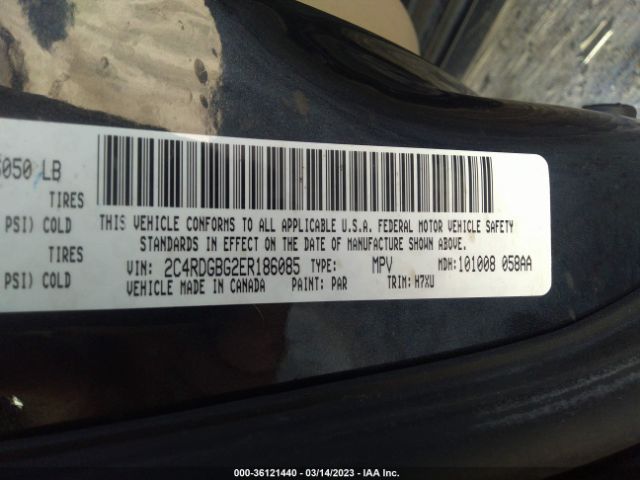 050 LB
TIRES
PSI) COLD
TIRES
PSI) COLD
THIS VEHICLE CONFORMS TO ALL APPLICABLE U.S.A. FEDERAL MOTOR VEHICLE SAFETY
STANDARDS IN EFFECT ON THE DATE OF MANUFACTURE SHOWN ABOVE.
VIN: 2C4RDGBG2ER186085 TYPE: MPV MDH: 101008 058AA
VEHICLE MADE IN CANADA PAINT: PAR TRIM: H7XU
000-36121440 - 03/14/2023 - IAA Inc.